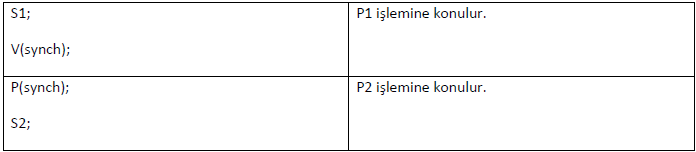 S1;
P1 işlemine konulur.
V(synch);
P(synch);
P2 işlemine konulur.
S2;